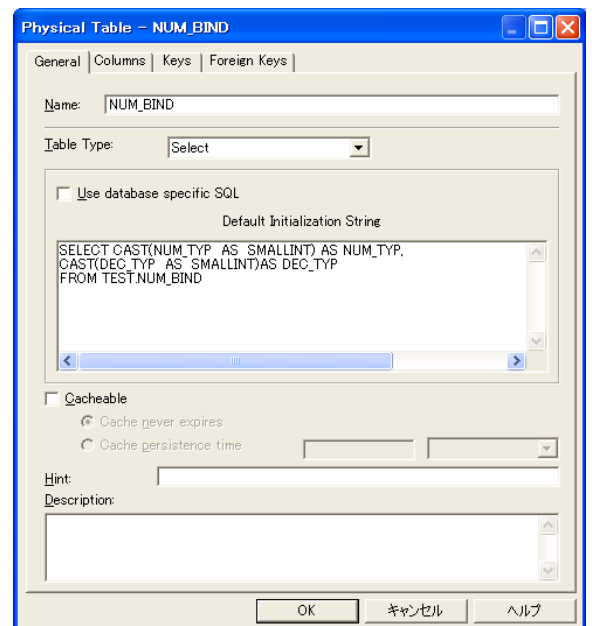 Physical Table – NUM_BIND
General Columns Keys Foreign Keys
Name: NUM_BIND
Table Type: Select
Use database specific SQL
Default Initialization String
SELECT CAST(NUM_TYP AS SMALLINT) AS NUM_TYP,
CAST(DEC_TYP AS SMALLINT)AS DEC_TYP
FROM TEST.NUM_BIND
Cacheable
Cache never expires
Cache persistence time
Hint:
Description:
OK キャンセル ヘルプ